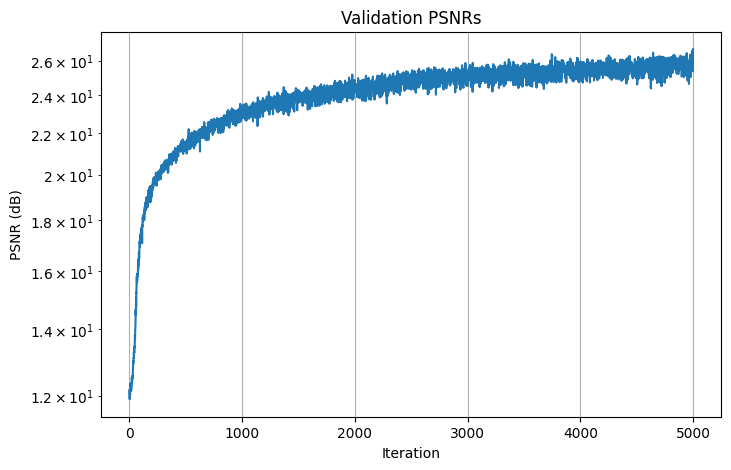 Validation PSNRs
2.6 × 10¹
2.4 × 10¹
2.2 × 10¹
2 × 10¹
1.8 × 10¹
1.6 × 10¹
1.4 × 10¹
1.2 × 10¹
PSNR (dB)
0 1000 2000 3000 4000 5000
Iteration